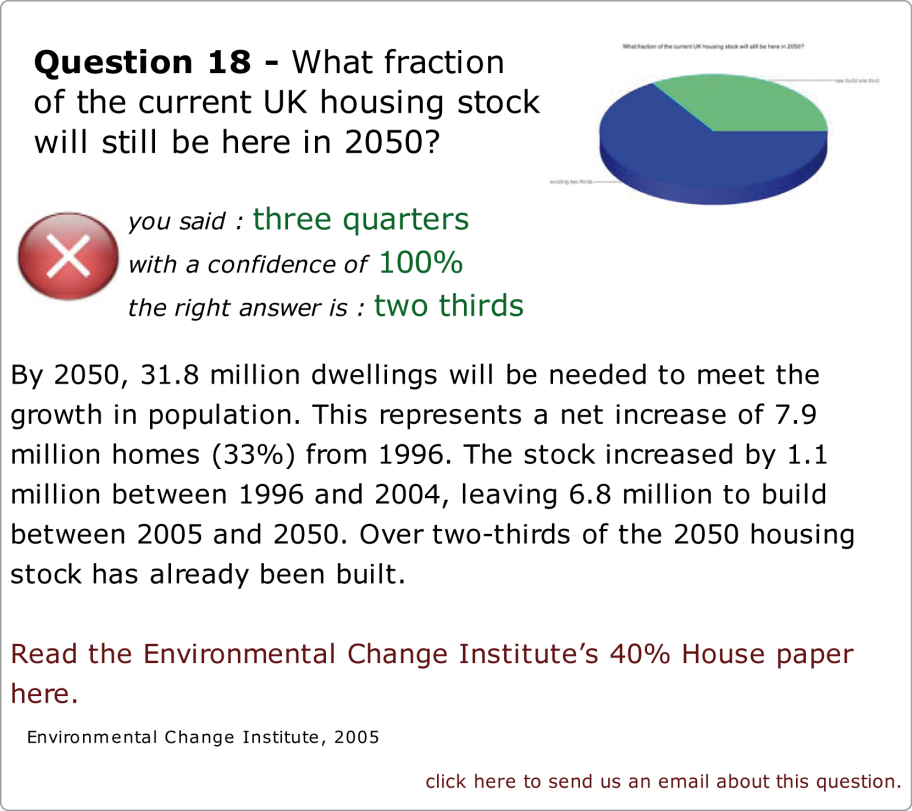 What fraction of the current UK housing stock will still be here in 2050?
Question 18 - What fraction
of the current UK housing stock
will still be here in 2050?
new build one third
existing two thirds
you said : three quarters
with a confidence of 100%
the right answer is : two thirds
By 2050, 31.8 million dwellings will be needed to meet the
growth in population. This represents a net increase of 7.9
million homes (33%) from 1996. The stock increased by 1.1
million between 1996 and 2004, leaving 6.8 million to build
between 2005 and 2050. Over two-thirds of the 2050 housing
stock has already been built.
Read the Environmental Change Institute’s 40% House paper
here.
Environmental Change Institute, 2005
click here to send us an email about this question.